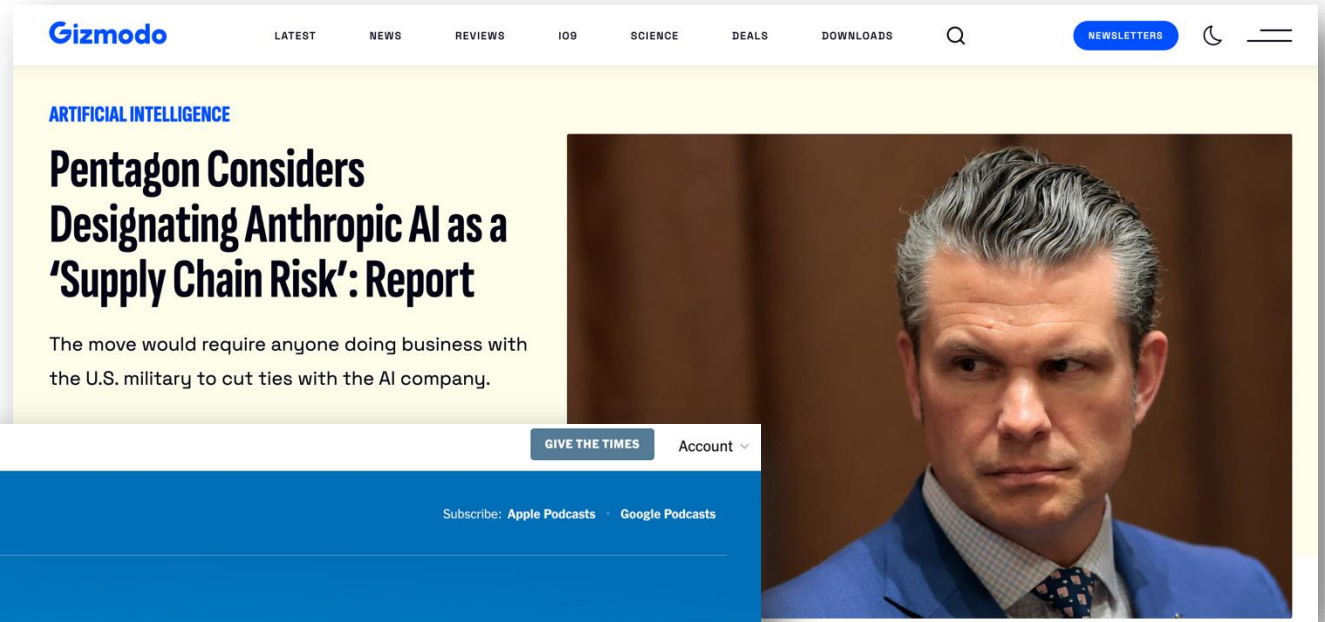 Gizmodo
LATEST NEWS REVIEWS IO9 SCIENCE DEALS DOWNLOADS NEWSLETTERS
ARTIFICIAL INTELLIGENCE
Pentagon Considers
Designating Anthropic AI as a
‘Supply Chain Risk’: Report
The move would require anyone doing business with
the U.S. military to cut ties with the AI company.
GIVE THE TIMES Account
Subscribe: Apple Podcasts · Google Podcasts